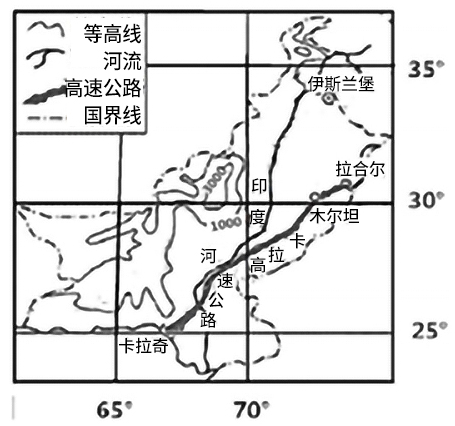 等高线
河流
高速公路
国界线
35°
伊斯兰堡
拉合尔
3000
印度河
30°
木尔坦
1000
卡拉高速公路
25°
卡拉奇
65° 70°